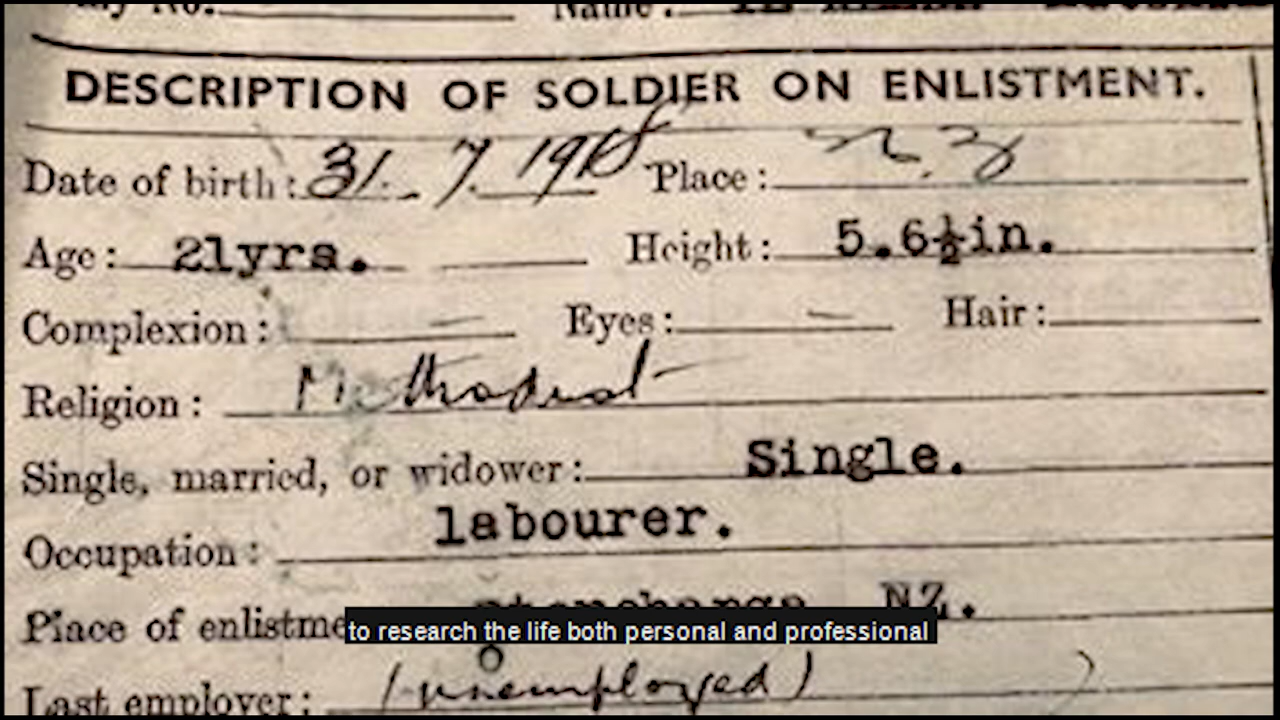 No. Name:
DESCRIPTION OF SOLDIER ON ENLISTMENT.
Date of birth: 31. 7. 1918 Place: N.Z.
Age: 21yrs. Height: 5.6½in.
Complexion: — Eyes: — Hair:
Religion: Methodist
Single, married, or widower: Single.
Occupation: labourer.
Place of NZ.
to research the life both personal and professional
Last employer: (unemployed)